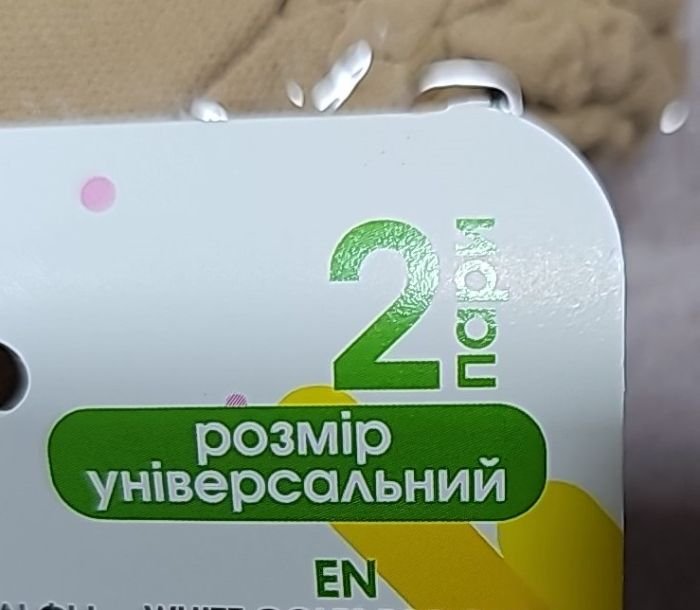 2 пари
розмір
універсальний
EN